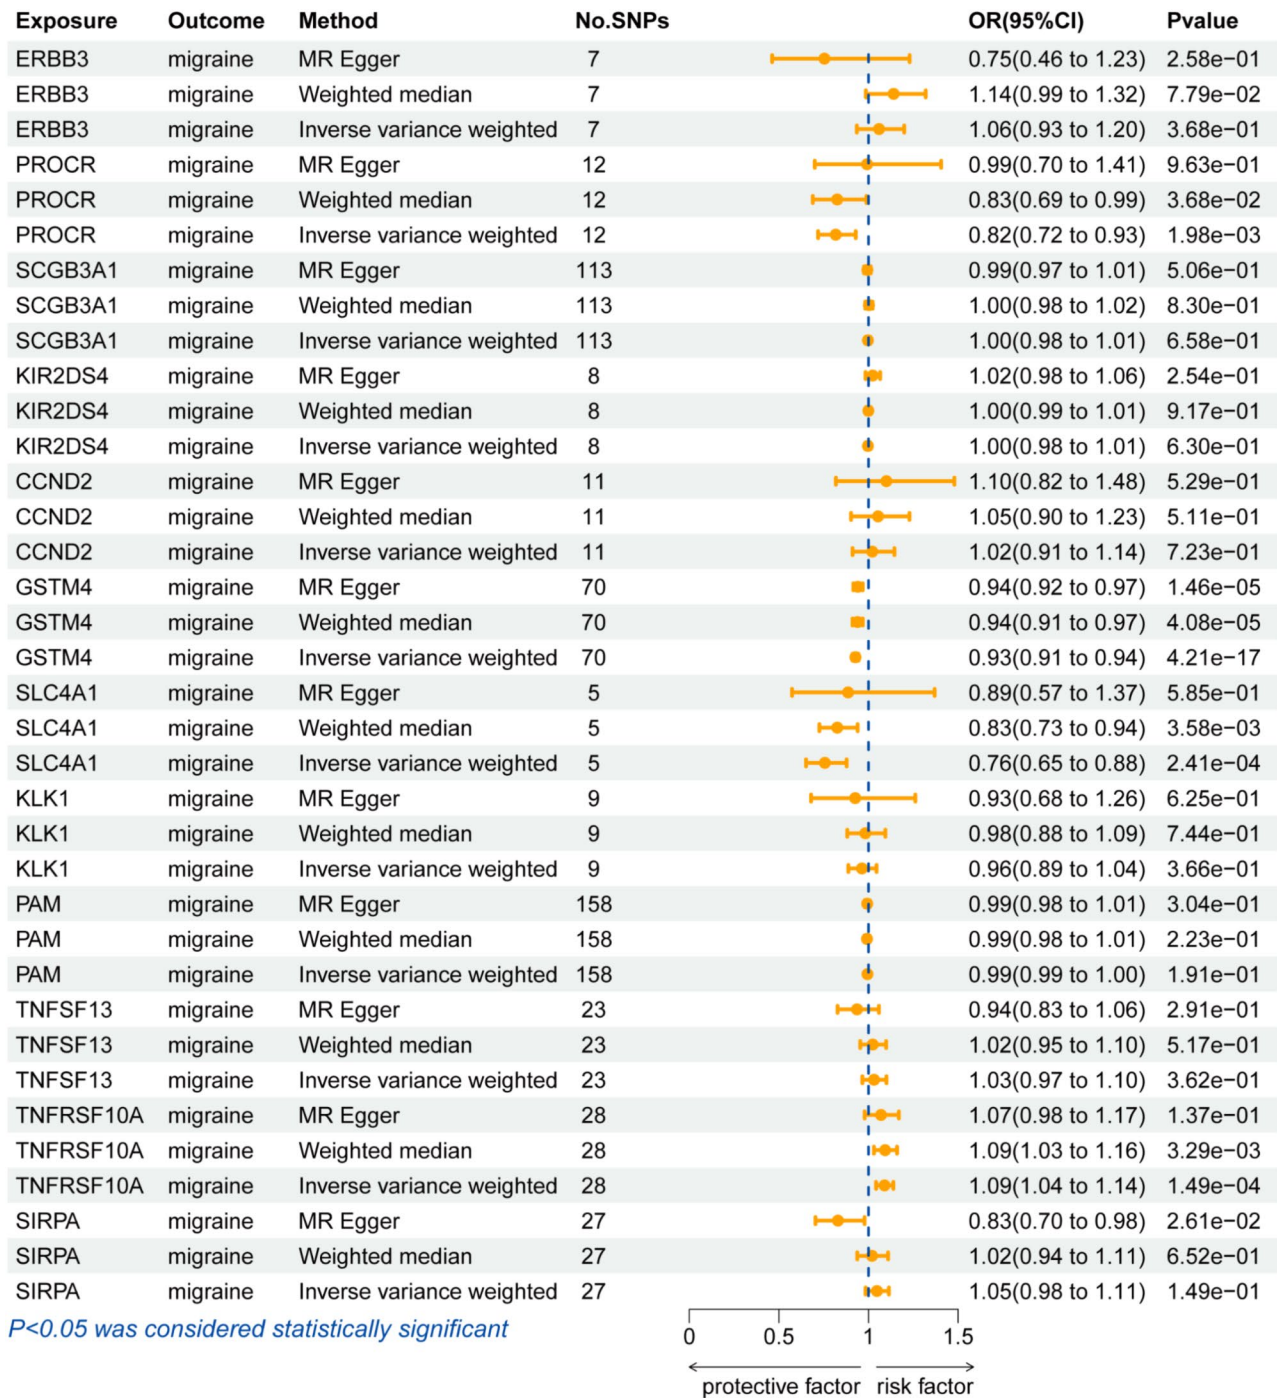 Exposure Outcome Method No.SNPs OR(95%CI) Pvalue
ERBB3 migraine MR Egger 7 0.75(0.46 to 1.23) 2.58e−01
ERBB3 migraine Weighted median 7 1.14(0.99 to 1.32) 7.79e−02
ERBB3 migraine Inverse variance weighted 7 1.06(0.93 to 1.20) 3.68e−01
PROCR migraine MR Egger 12 0.99(0.70 to 1.41) 9.63e−01
PROCR migraine Weighted median 12 0.83(0.69 to 0.99) 3.68e−02
PROCR migraine Inverse variance weighted 12 0.82(0.72 to 0.93) 1.98e−03
SCGB3A1 migraine MR Egger 113 0.99(0.97 to 1.01) 5.06e−01
SCGB3A1 migraine Weighted median 113 1.00(0.98 to 1.02) 8.30e−01
SCGB3A1 migraine Inverse variance weighted 113 1.00(0.98 to 1.01) 6.58e−01
KIR2DS4 migraine MR Egger 8 1.02(0.98 to 1.06) 2.54e−01
KIR2DS4 migraine Weighted median 8 1.00(0.99 to 1.01) 9.17e−01
KIR2DS4 migraine Inverse variance weighted 8 1.00(0.98 to 1.01) 6.30e−01
CCND2 migraine MR Egger 11 1.10(0.82 to 1.48) 5.29e−01
CCND2 migraine Weighted median 11 1.05(0.90 to 1.23) 5.11e−01
CCND2 migraine Inverse variance weighted 11 1.02(0.91 to 1.14) 7.23e−01
GSTM4 migraine MR Egger 70 0.94(0.92 to 0.97) 1.46e−05
GSTM4 migraine Weighted median 70 0.94(0.91 to 0.97) 4.08e−05
GSTM4 migraine Inverse variance weighted 70 0.93(0.91 to 0.94) 4.21e−17
SLC4A1 migraine MR Egger 5 0.89(0.57 to 1.37) 5.85e−01
SLC4A1 migraine Weighted median 5 0.83(0.73 to 0.94) 3.58e−03
SLC4A1 migraine Inverse variance weighted 5 0.76(0.65 to 0.88) 2.41e−04
KLK1 migraine MR Egger 9 0.93(0.68 to 1.26) 6.25e−01
KLK1 migraine Weighted median 9 0.98(0.88 to 1.09) 7.44e−01
KLK1 migraine Inverse variance weighted 9 0.96(0.89 to 1.04) 3.66e−01
PAM migraine MR Egger 158 0.99(0.98 to 1.01) 3.04e−01
PAM migraine Weighted median 158 0.99(0.98 to 1.01) 2.23e−01
PAM migraine Inverse variance weighted 158 0.99(0.99 to 1.00) 1.91e−01
TNFSF13 migraine MR Egger 23 0.94(0.83 to 1.06) 2.91e−01
TNFSF13 migraine Weighted median 23 1.02(0.95 to 1.10) 5.17e−01
TNFSF13 migraine Inverse variance weighted 23 1.03(0.97 to 1.10) 3.62e−01
TNFRSF10A migraine MR Egger 28 1.07(0.98 to 1.17) 1.37e−01
TNFRSF10A migraine Weighted median 28 1.09(1.03 to 1.16) 3.29e−03
TNFRSF10A migraine Inverse variance weighted 28 1.09(1.04 to 1.14) 1.49e−04
SIRPA migraine MR Egger 27 0.83(0.70 to 0.98) 2.61e−02
SIRPA migraine Weighted median 27 1.02(0.94 to 1.11) 6.52e−01
SIRPA migraine Inverse variance weighted 27 1.05(0.98 to 1.11) 1.49e−01
P<0.05 was considered statistically significant
0 0.5 1 1.5
protective factor risk factor